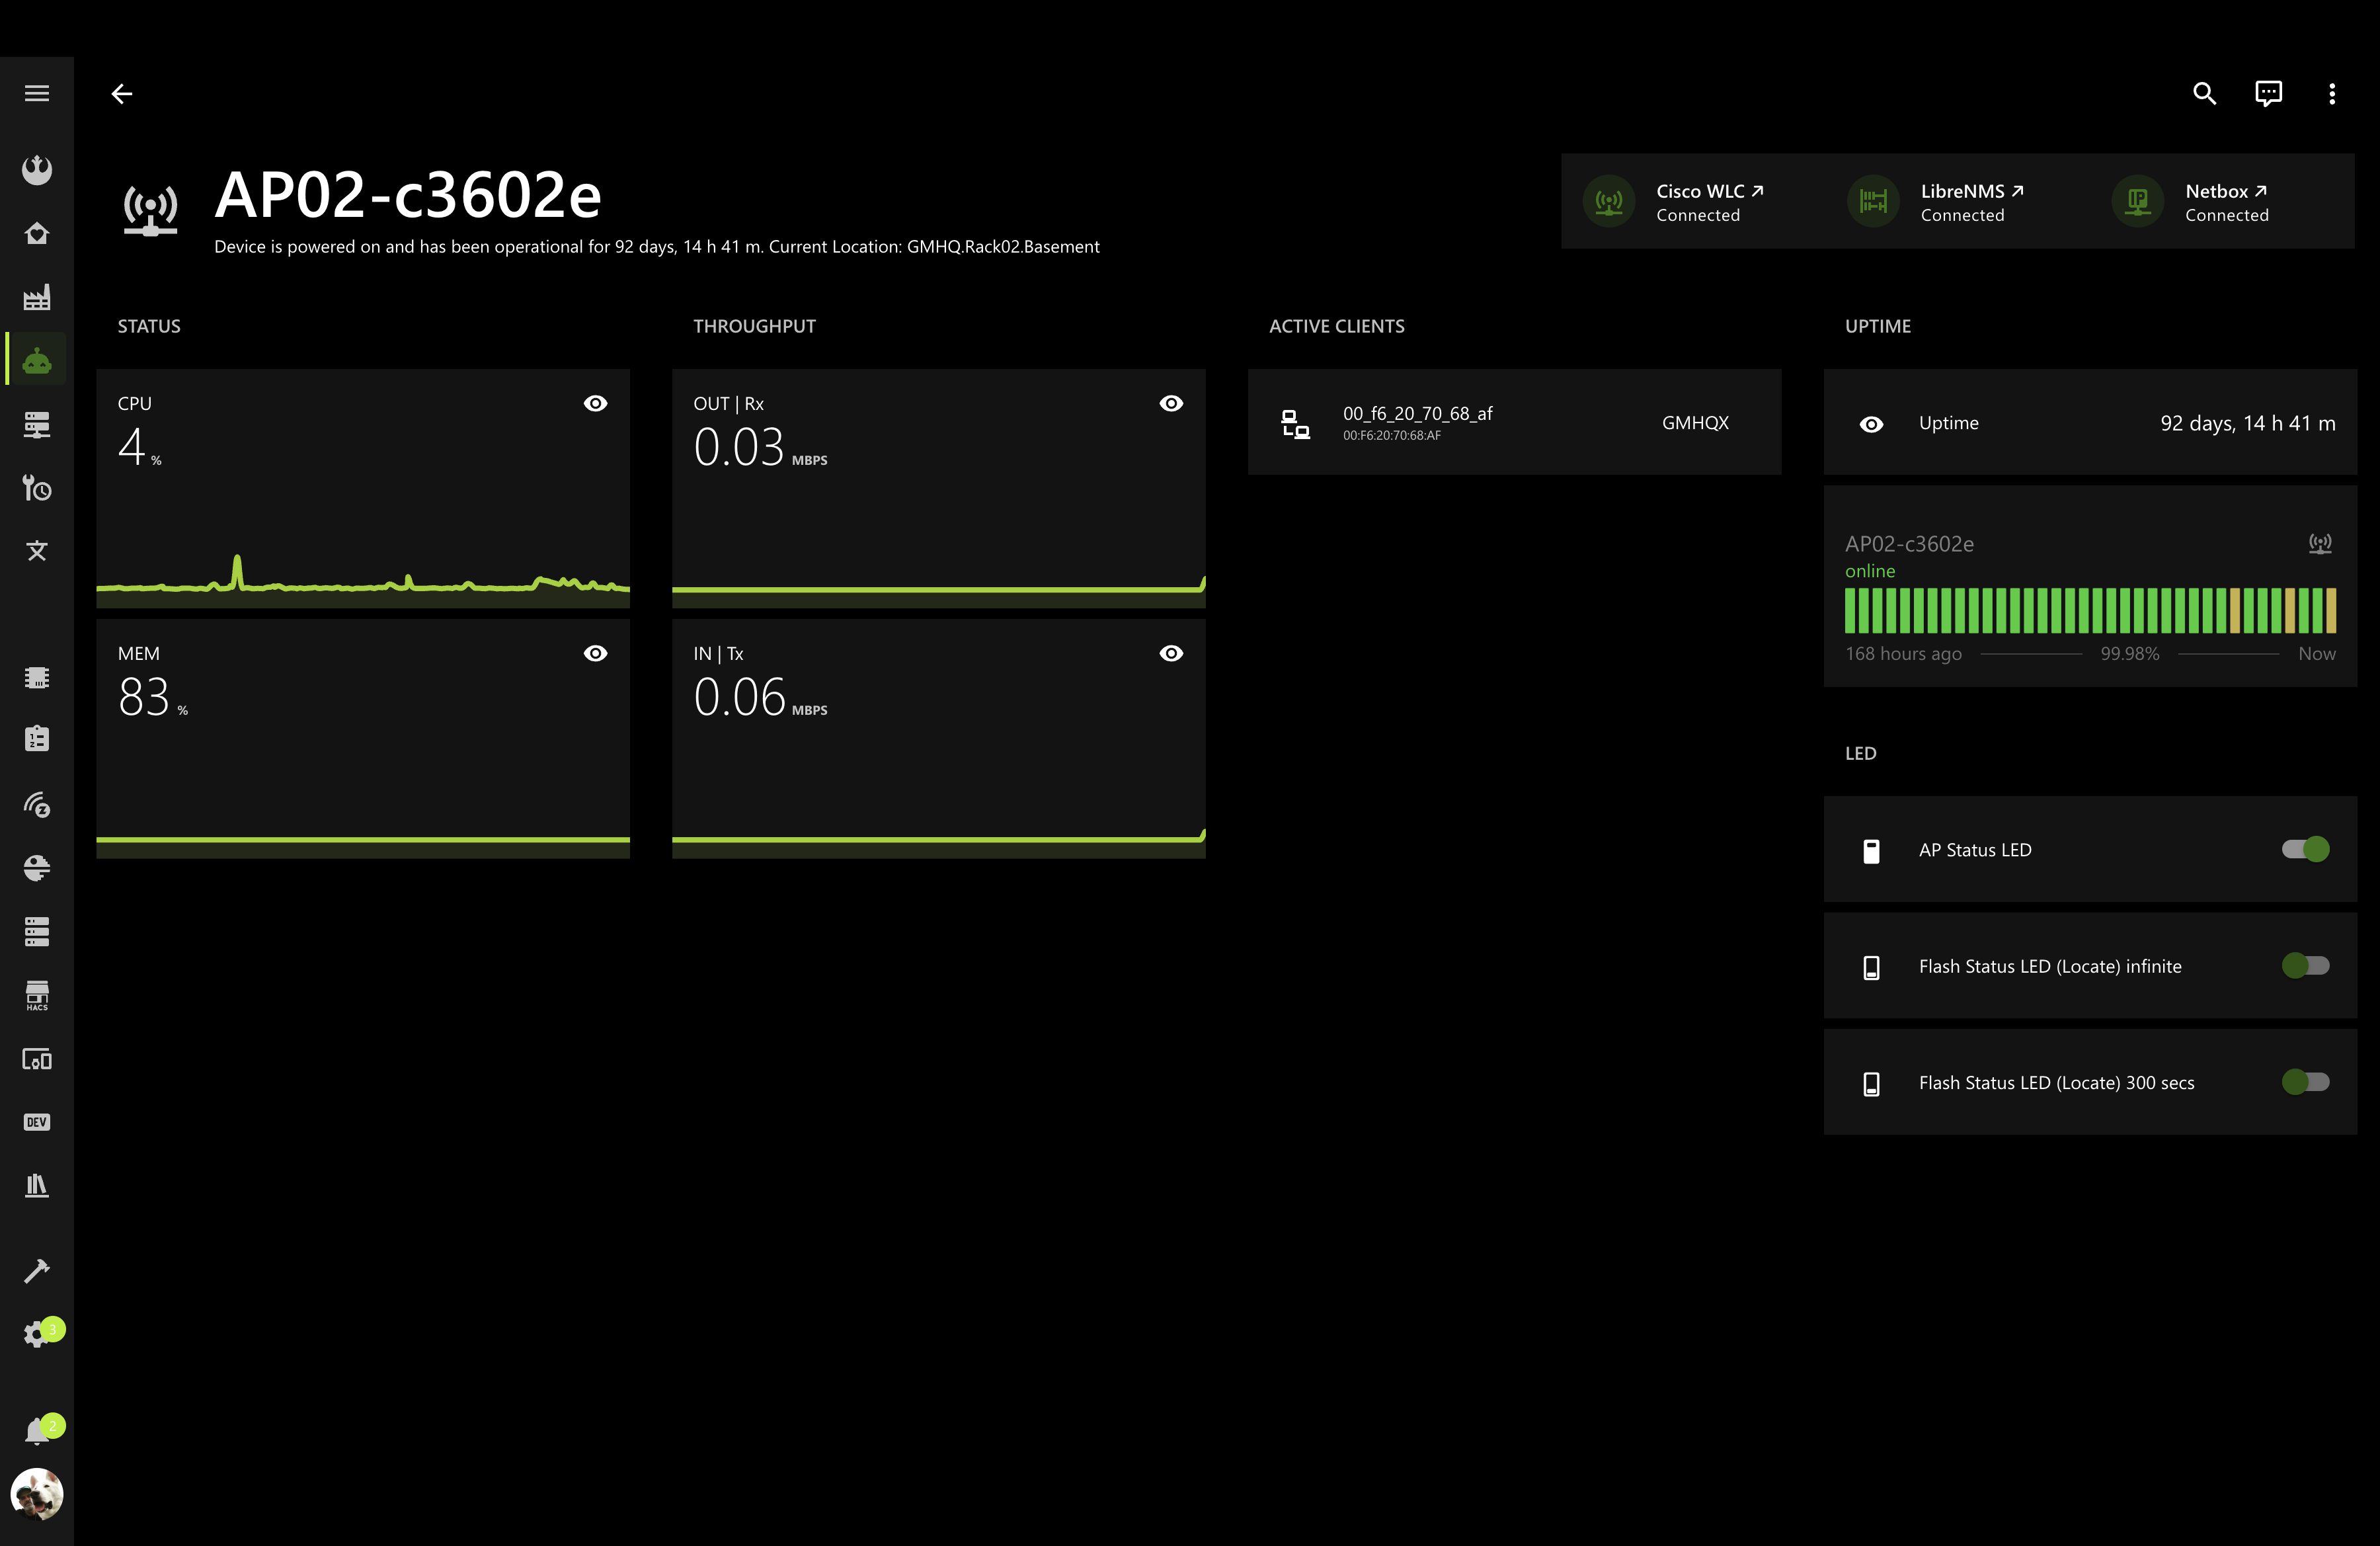 AP02-c3602e
Device is powered on and has been operational for 92 days, 14 h 41 m. Current Location: GMHQ.Rack02.Basement
Cisco WLC
Connected
LibreNMS
Connected
Netbox
Connected
STATUS
CPU
4 %
MEM
83 %
THROUGHPUT
OUT | Rx
0.03 MBPS
IN | Tx
0.06 MBPS
ACTIVE CLIENTS
00_f6_20_70_68_af
00:F6:20:70:68:AF
GMHQX
UPTIME
Uptime
92 days, 14 h 41 m
AP02-c3602e
online
168 hours ago
99.98%
Now
LED
AP Status LED
Flash Status LED (Locate) infinite
Flash Status LED (Locate) 300 secs
HACS
DEV
3
2